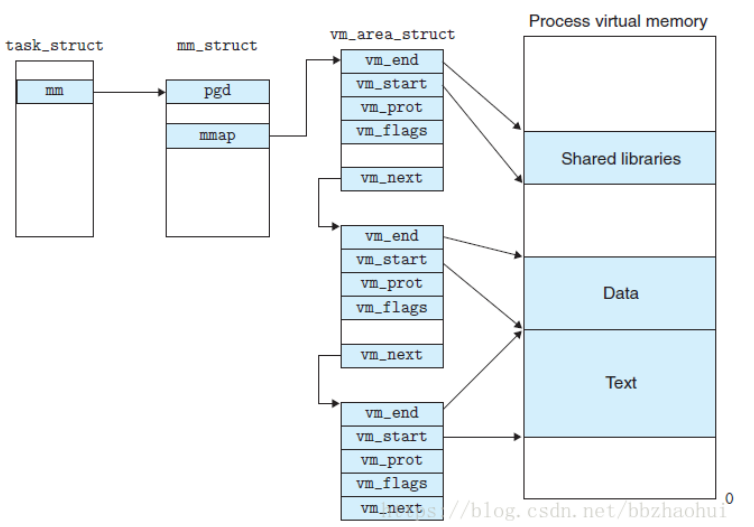 task_struct
mm
mm_struct
pgd
mmap
vm_area_struct
vm_end
vm_start
vm_prot
vm_flags
vm_next
vm_end
vm_start
vm_prot
vm_flags
vm_next
vm_end
vm_start
vm_prot
vm_flags
vm_next
Process virtual memory
Shared libraries
Data
Text
0
https://blog.csdn.net/bbzhaohui